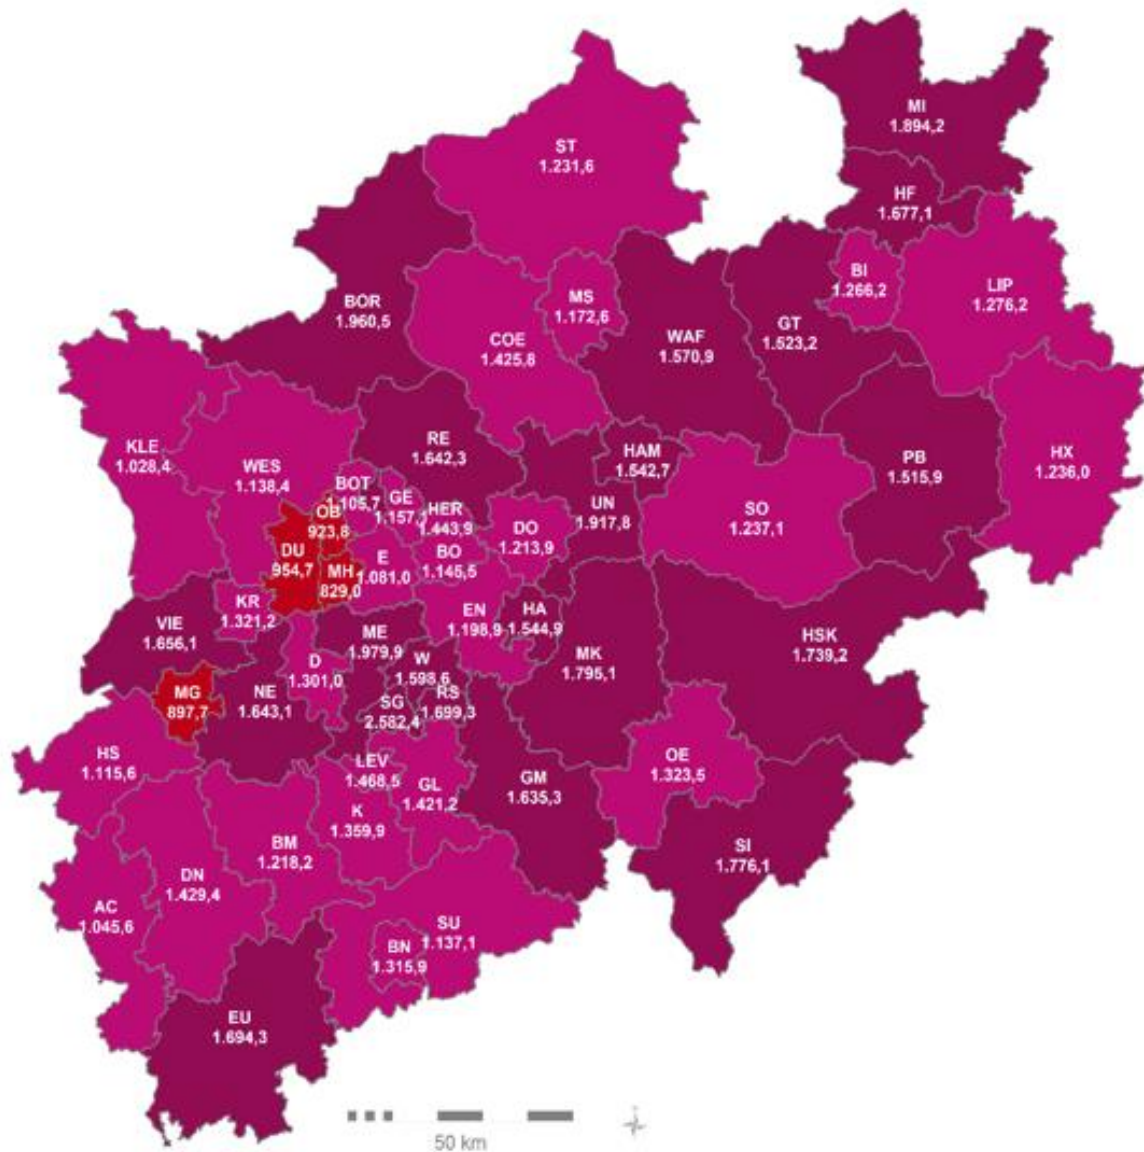 MI
1.894,2
ST
1.231,6
HF
1.677,1
BI
1.266,2
LIP
1.276,2
BOR
1.960,5
MS
1.172,6
GT
1.523,2
COE
1.425,8
WAF
1.570,9
KLE
1.028,4
RE
1.642,3
HAM
1.542,7
PB
1.515,9
HX
1.236,0
WES
1.138,4
BOT
1.105,7
GE
1.157,1
HER
1.443,9
UN
1.917,8
SO
1.237,1
OB
923,8
DO
1.213,9
DU
954,7
MH
829,0
E
1.081,0
BO
1.146,5
KR
1.321,2
EN
1.198,9
HA
1.544,9
VIE
1.656,1
ME
1.979,9
HSK
1.739,2
D
1.301,0
W
1.598,6
MK
1.795,1
MG
897,7
NE
1.643,1
SG
2.582,4
RS
1.699,3
HS
1.115,6
LEV
1.468,5
OE
1.323,5
GL
1.421,2
GM
1.635,3
K
1.359,9
BM
1.218,2
SI
1.776,1
DN
1.429,4
AC
1.045,6
SU
1.137,1
BN
1.315,9
EU
1.694,3
50 km